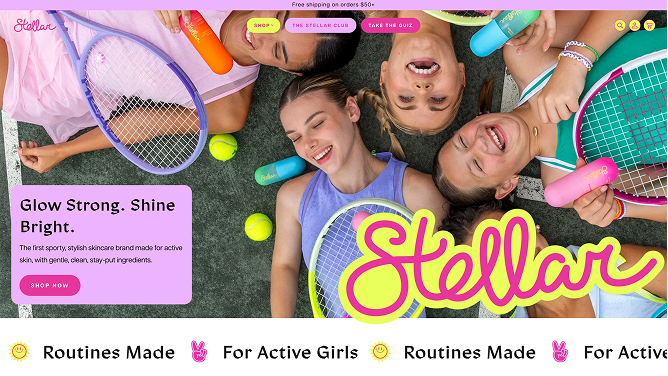 Free shipping on orders $50+
Stellar
SHOP
THE STELLAR CLUB
TAKE THE QUIZ
Stellar
Glow Strong. Shine
Bright.
The first sporty, stylish skincare brand made for active
skin, with gentle, clean, stay-put ingredients.
SHOP NOW
Stellar
Routines Made
For Active Girls
Routines Made
For Active